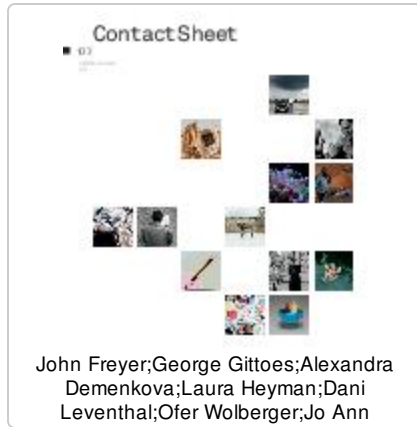 ContactSheet
John Freyer;George Gittoes;Alexandra
Demenkova;Laura Heyman;Dani
Leventhal;Ofer Wolberger;Jo Ann